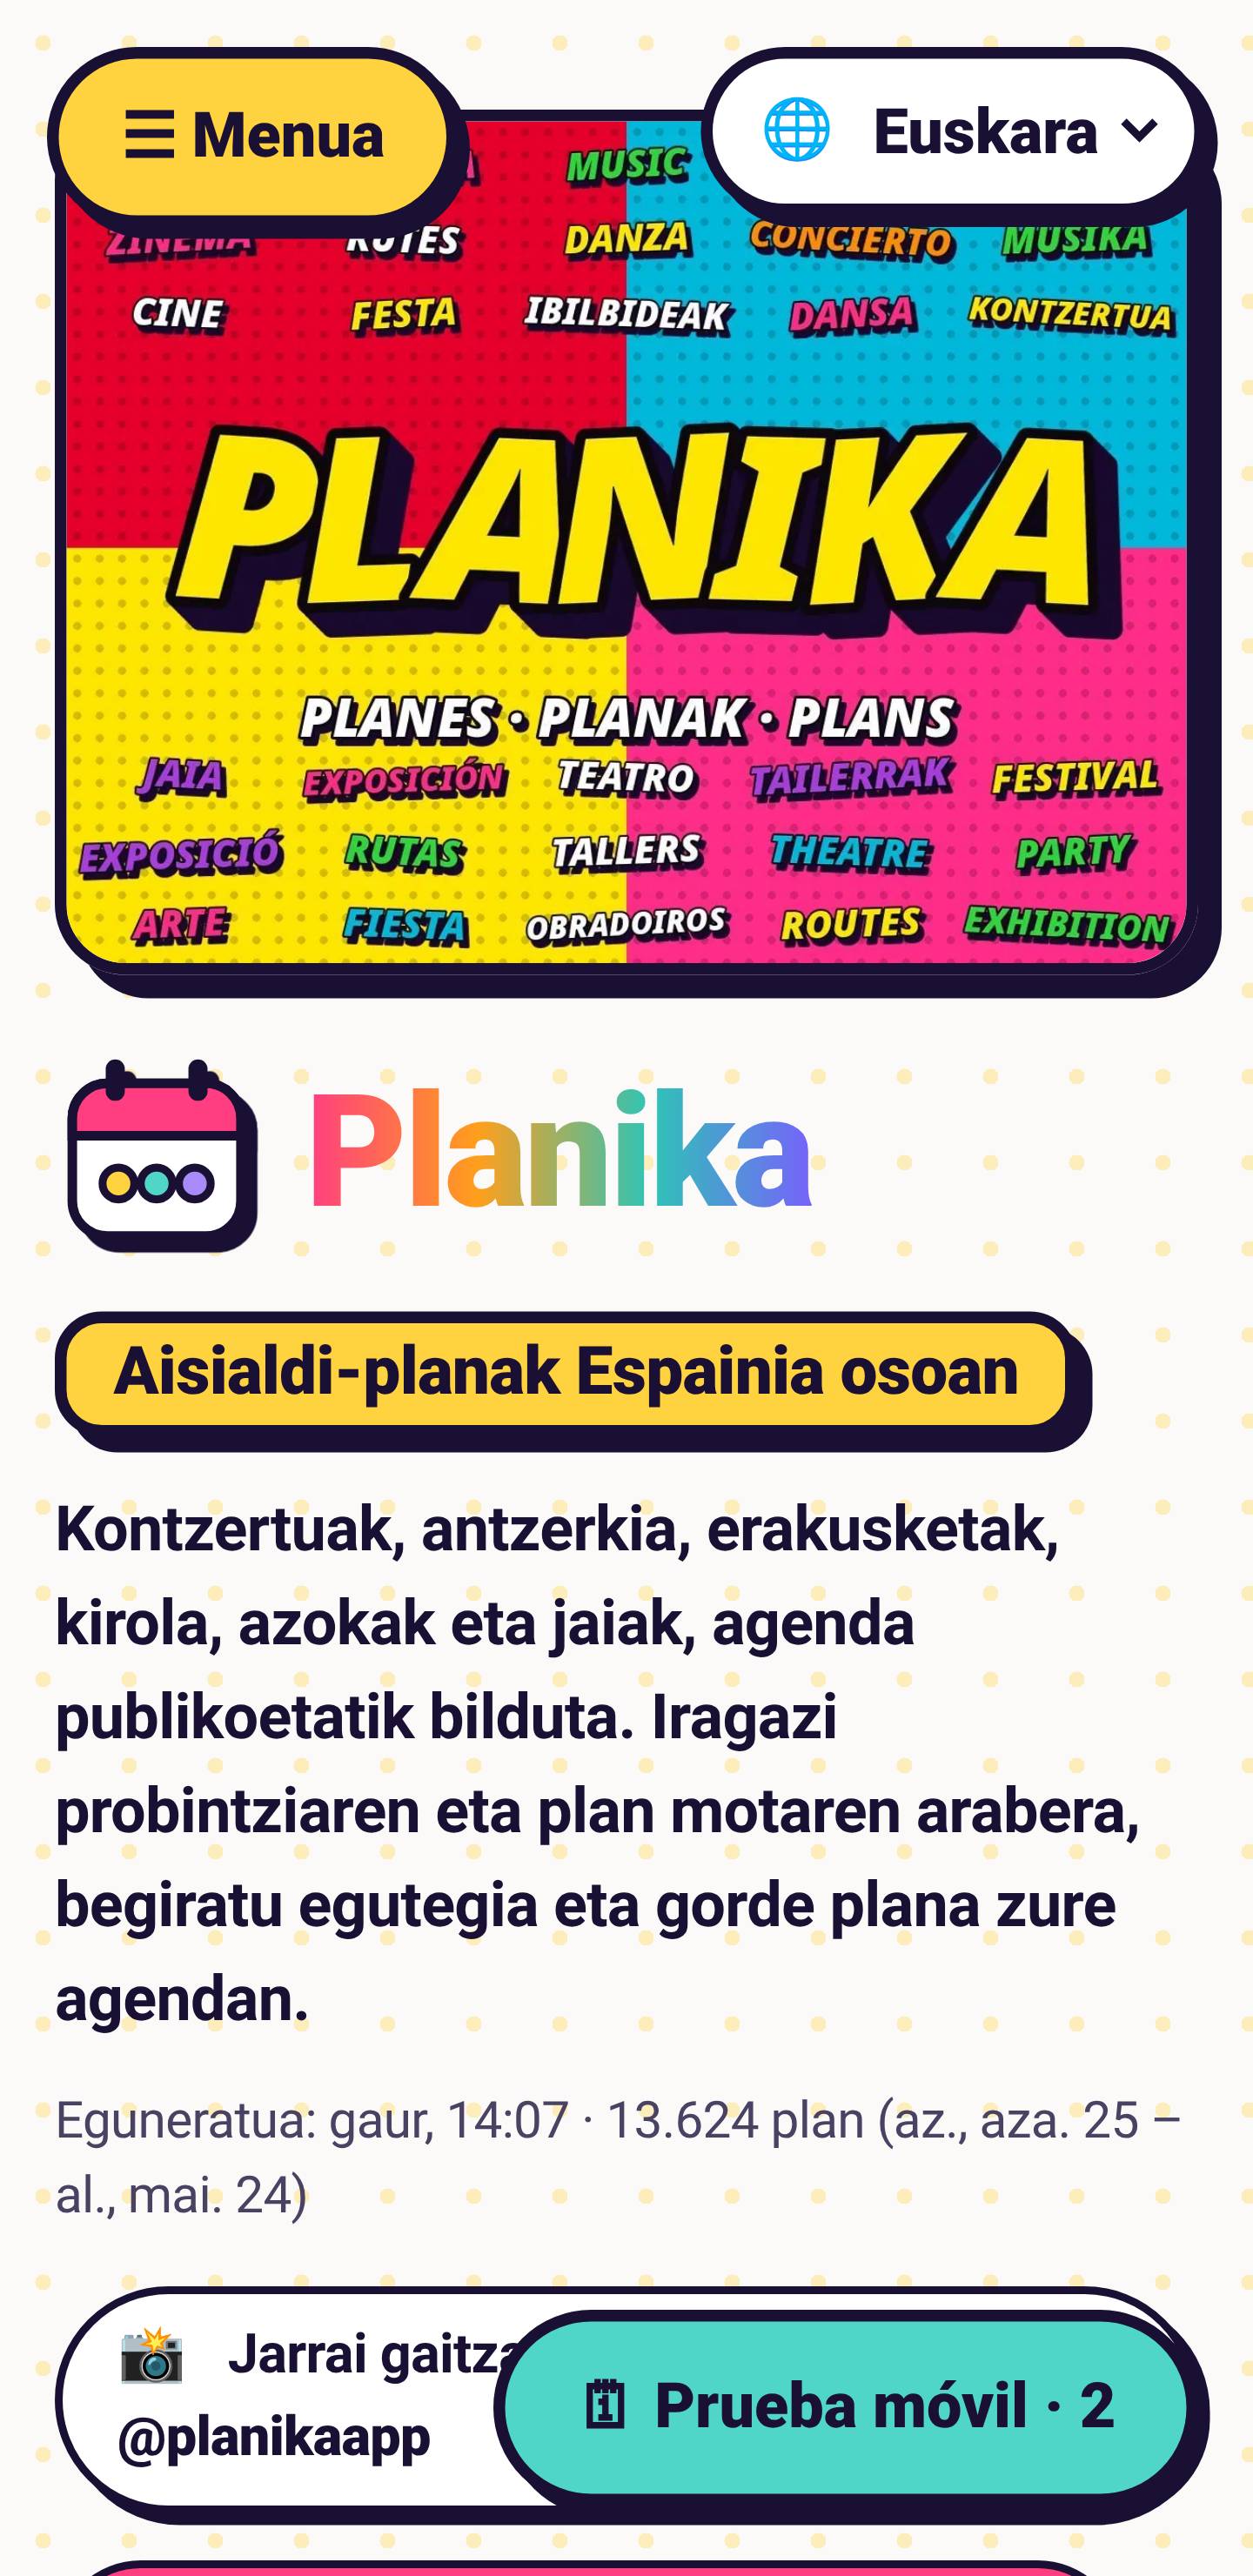 ☰ Menua
🌐 Euskara
MUSIC
ZINEMA RUTES DANZA CONCIERTO MUSIKA
CINE FESTA IBILBIDEAK DANSA KONTZERTUA
PLANIKA
PLANES · PLANAK · PLANS
JAIA EXPOSICIÓN TEATRO TAILERRAK FESTIVAL
EXPOSICIÓ RUTAS TALLERS THEATRE PARTY
ARTE FIESTA OBRADOIROS ROUTES EXHIBITION
Planika
Aisialdi-planak Espainia osoan
Kontzertuak, antzerkia, erakusketak,
kirola, azokak eta jaiak, agenda
publikoetatik bilduta. Iragazi
probintziaren eta plan motaren arabera,
begiratu egutegia eta gorde plana zure
agendan.
Eguneratua: gaur, 14:07 · 13.624 plan (az., aza. 25 –
al., mai. 24)
📸 Jarrai
@planikaapp
🗓 Prueba móvil · 2